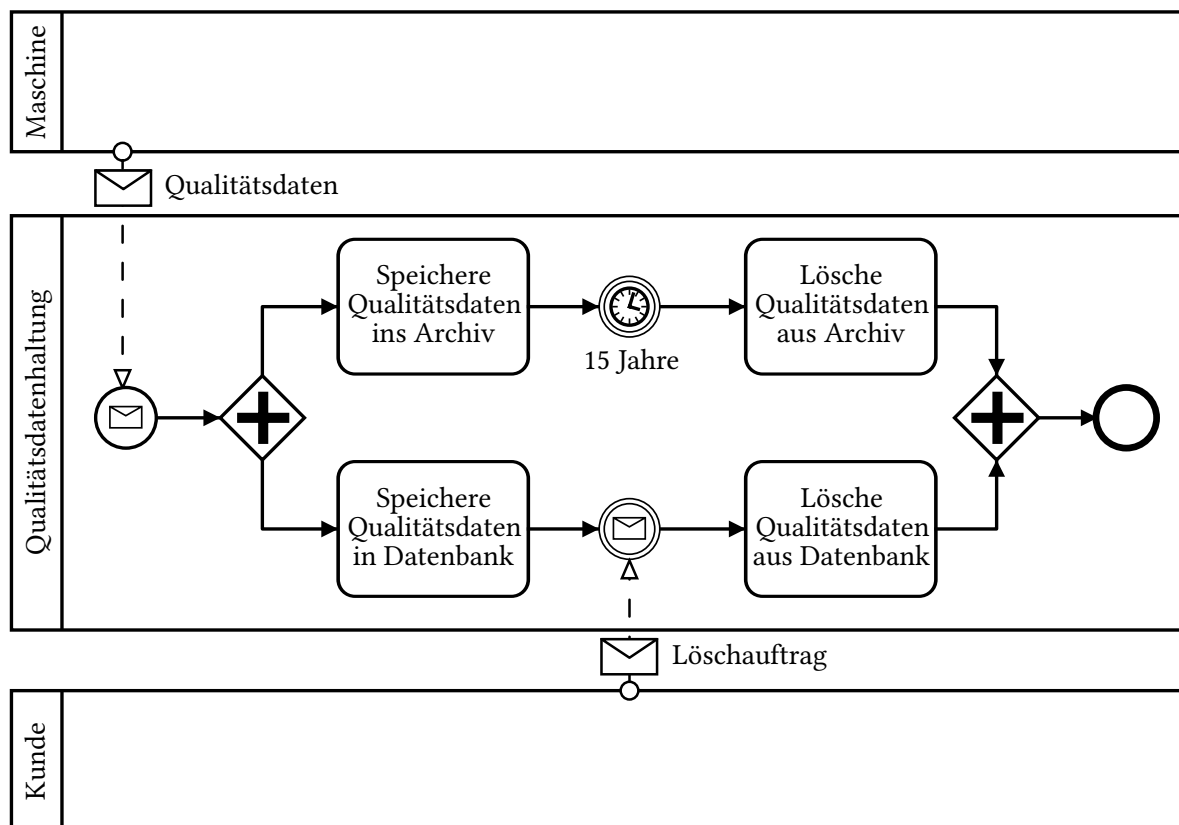 Maschine
Qualitätsdaten
Qualitätsdatenhaltung
Speichere
Qualitätsdaten
ins Archiv
15 Jahre
Lösche
Qualitätsdaten
aus Archiv
Speichere
Qualitätsdaten
in Datenbank
Lösche
Qualitätsdaten
aus Datenbank
Löschauftrag
Kunde